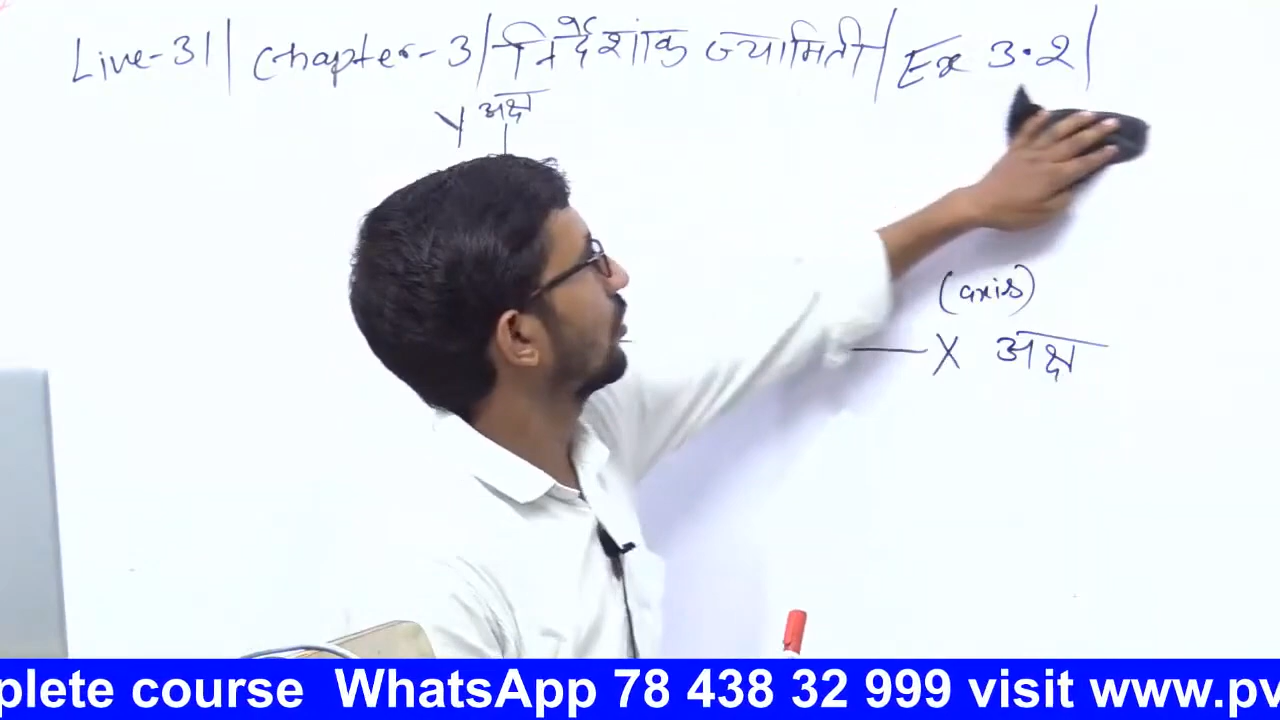 Live-31 | Chapter-3 | निर्देशांक ज्यामिती | Ex 3.2 |
Y अक्ष
(axis)
X अक्ष
plete course WhatsApp 78 438 32 999 visit www.pv